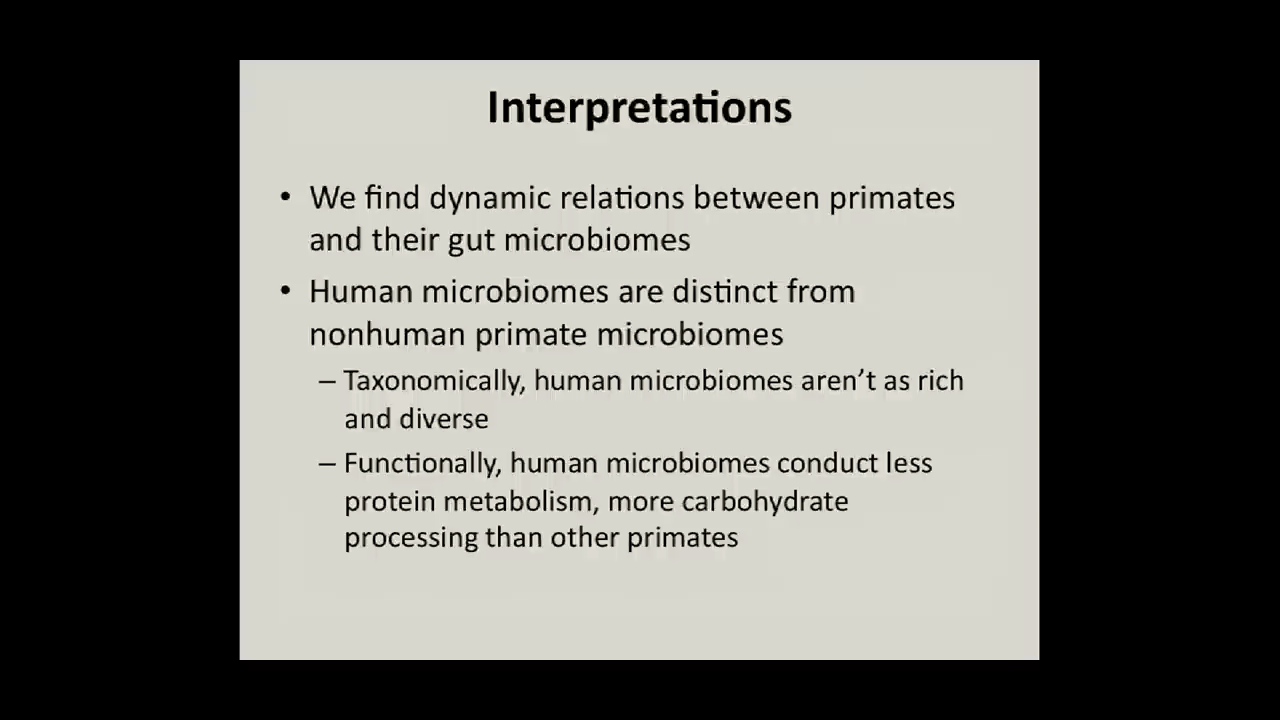 Interpretations
• We find dynamic relations between primates
and their gut microbiomes
• Human microbiomes are distinct from
nonhuman primate microbiomes
– Taxonomically, human microbiomes aren’t as rich
and diverse
– Functionally, human microbiomes conduct less
protein metabolism, more carbohydrate
processing than other primates